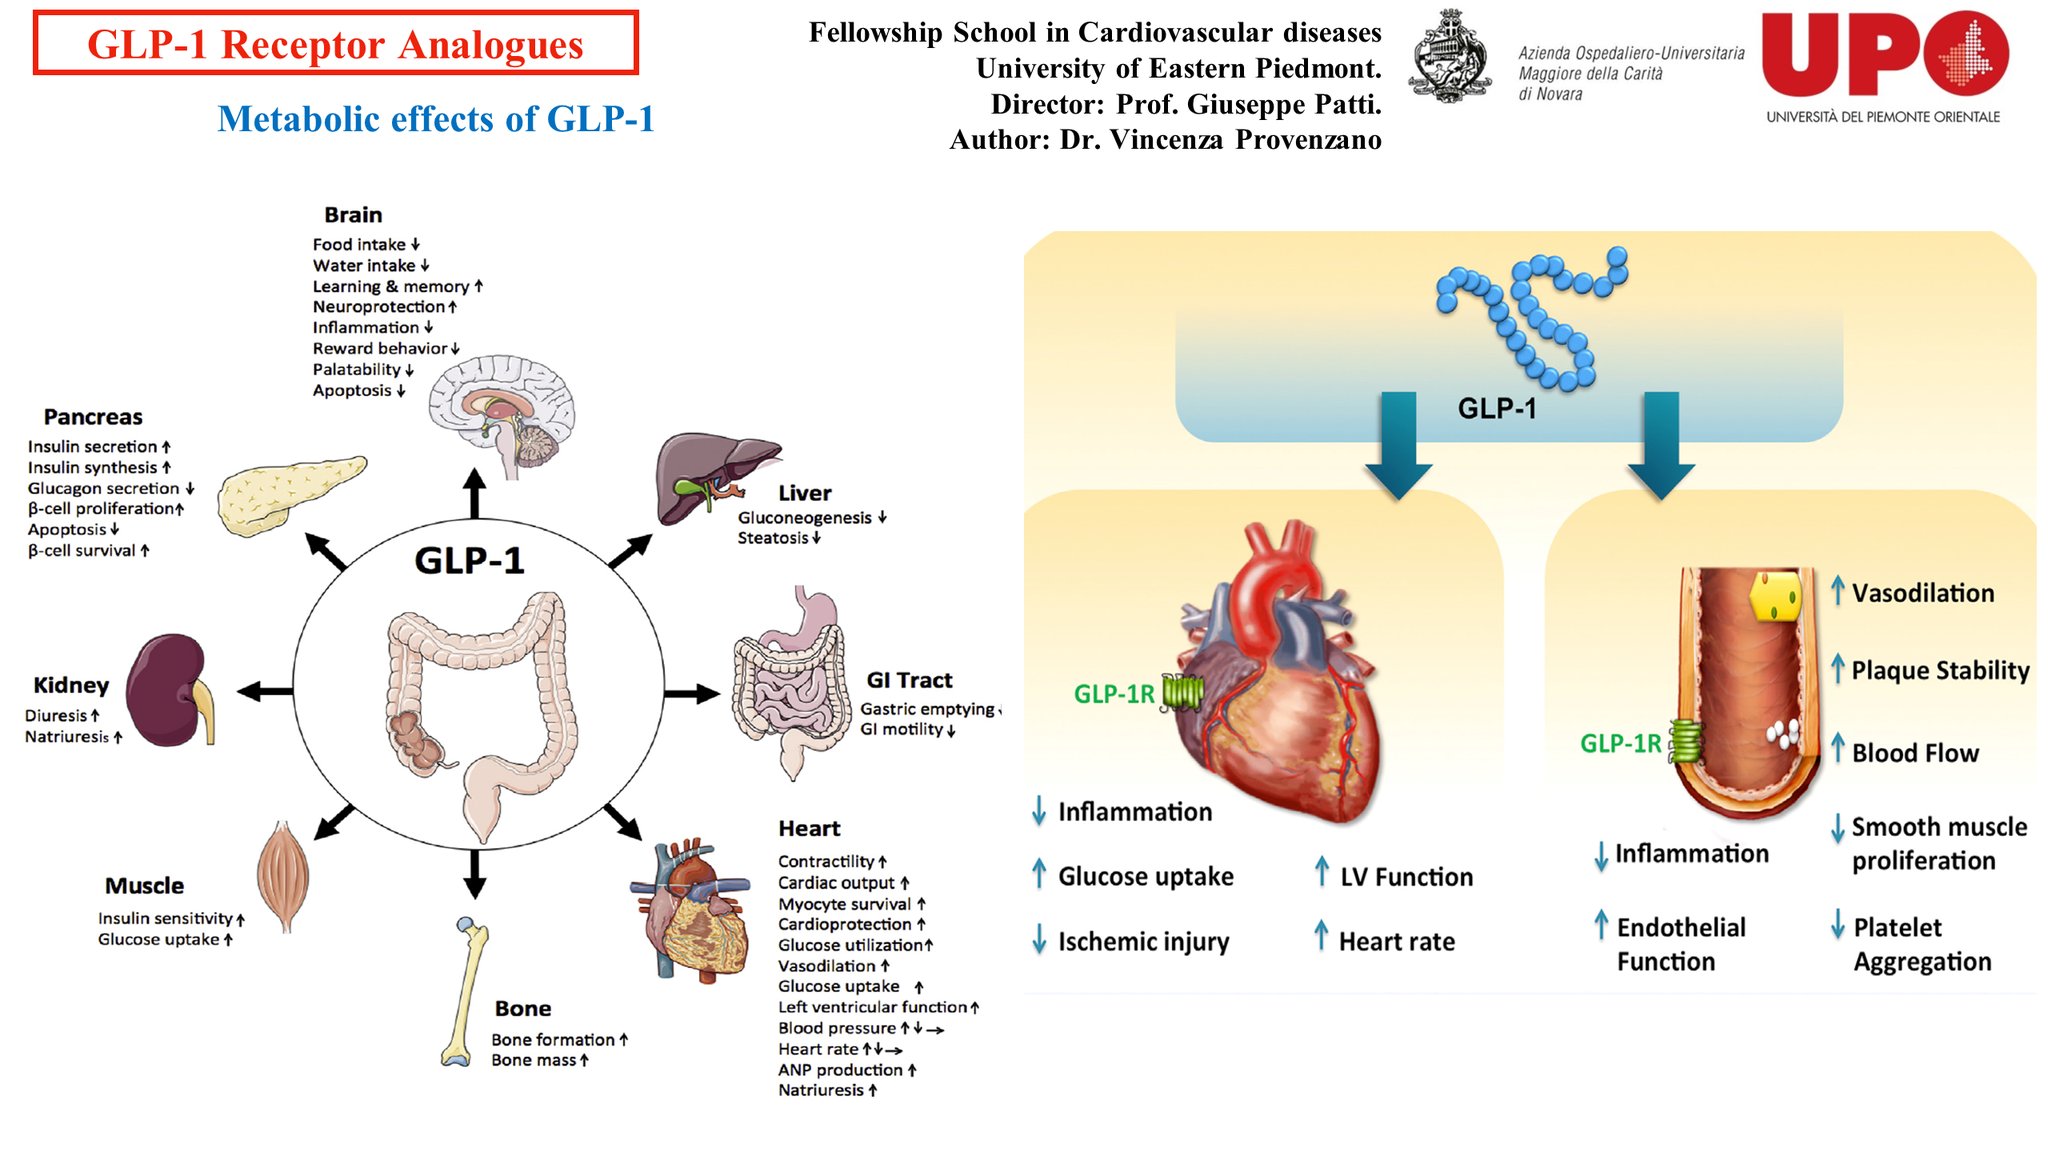 GLP-1 Receptor Analogues
Metabolic effects of GLP-1
Fellowship School in Cardiovascular diseases
University of Eastern Piedmont.
Director: Prof. Giuseppe Patti.
Author: Dr. Vincenza Provenzano
Azienda Ospedaliero-Universitaria
Maggiore della Carità
di Novara
UPO
UNIVERSITÀ DEL PIEMONTE ORIENTALE
Brain
Food intake ↓
Water intake ↓
Learning & memory ↑
Neuroprotection ↑
Inflammation ↓
Reward behavior ↓
Palatability ↓
Apoptosis ↓
Pancreas
Insulin secretion ↑
Insulin synthesis ↑
Glucagon secretion ↓
β-cell proliferation ↑
Apoptosis ↓
β-cell survival ↑
Liver
Gluconeogenesis ↓
Steatosis ↓
GLP-1
Kidney
Diuresis ↑
Natriuresis ↑
GI Tract
Gastric emptying ↓
GI motility ↓
Muscle
Insulin sensitivity ↑
Glucose uptake ↑
Bone
Bone formation ↑
Bone mass ↑
Heart
Contractility ↑
Cardiac output ↑
Myocyte survival ↑
Cardioprotection ↑
Glucose utilization ↑
Vasodilation ↑
Glucose uptake ↑
Left ventricular function ↑
Blood pressure ↑ ↓ →
Heart rate ↑ ↓ →
ANP production ↑
Natriuresis ↑
GLP-1
GLP-1R
↓ Inflammation
↑ Glucose uptake
↓ Ischemic injury
↑ LV Function
↑ Heart rate
GLP-1R
↓ Inflammation
↑ Endothelial
Function
↑ Vasodilation
↑ Plaque Stability
↑ Blood Flow
↓ Smooth muscle
proliferation
↓ Platelet
Aggregation